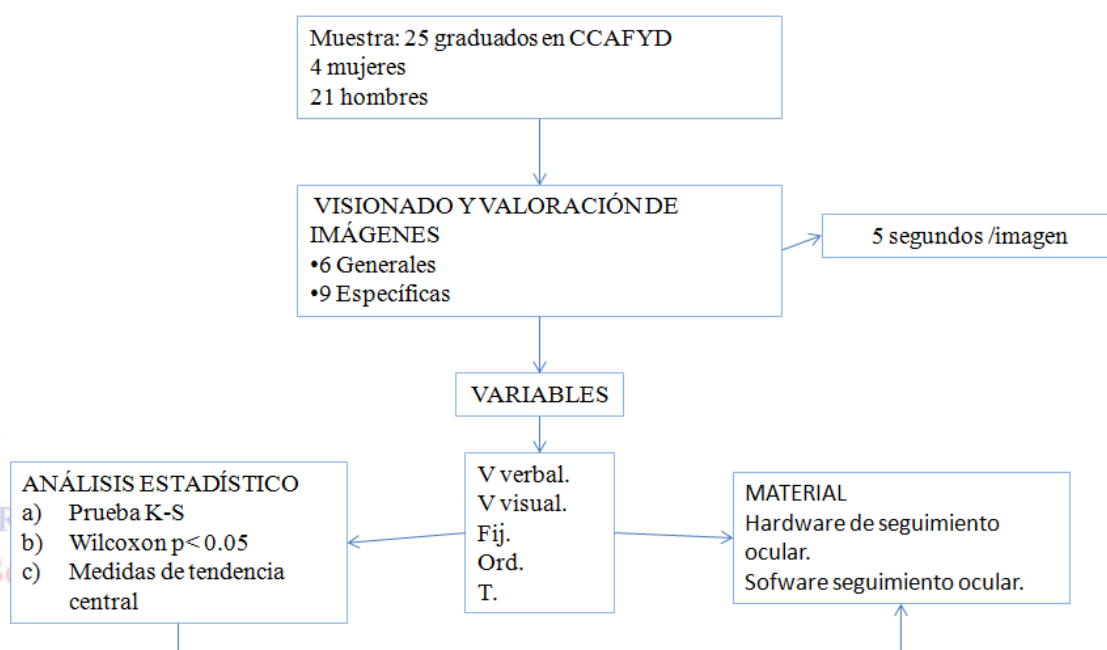 Muestra: 25 graduados en CCAFYD
4 mujeres
21 hombres
VISIONADO Y VALORACIÓN DE
IMÁGENES
•6 Generales
•9 Específicas
5 segundos /imagen
VARIABLES
V verbal.
V visual.
Fij.
Ord.
T.
ANÁLISIS ESTADÍSTICO
a) Prueba K-S
b) Wilcoxon p< 0.05
c) Medidas de tendencia
central
MATERIAL
Hardware de seguimiento
ocular.
Sofware seguimiento ocular.